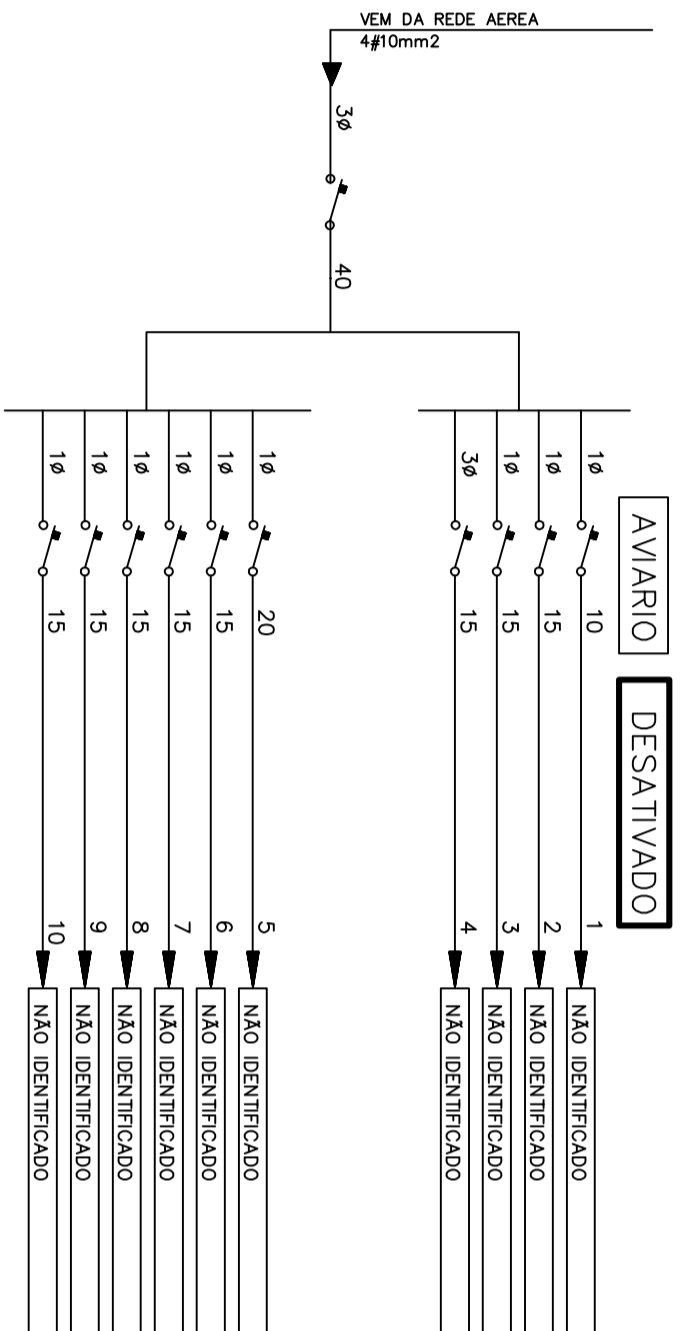 VEM DA REDE AEREA
4#10mm2
3ø
40
AVIARIO
DESATIVADO
1ø
10
1
NÃO IDENTIFICADO
1ø
15
2
NÃO IDENTIFICADO
1ø
15
3
NÃO IDENTIFICADO
3ø
15
4
NÃO IDENTIFICADO
1ø
20
5
NÃO IDENTIFICADO
1ø
15
6
NÃO IDENTIFICADO
1ø
15
7
NÃO IDENTIFICADO
1ø
15
8
NÃO IDENTIFICADO
1ø
15
9
NÃO IDENTIFICADO
1ø
15
10
NÃO IDENTIFICADO